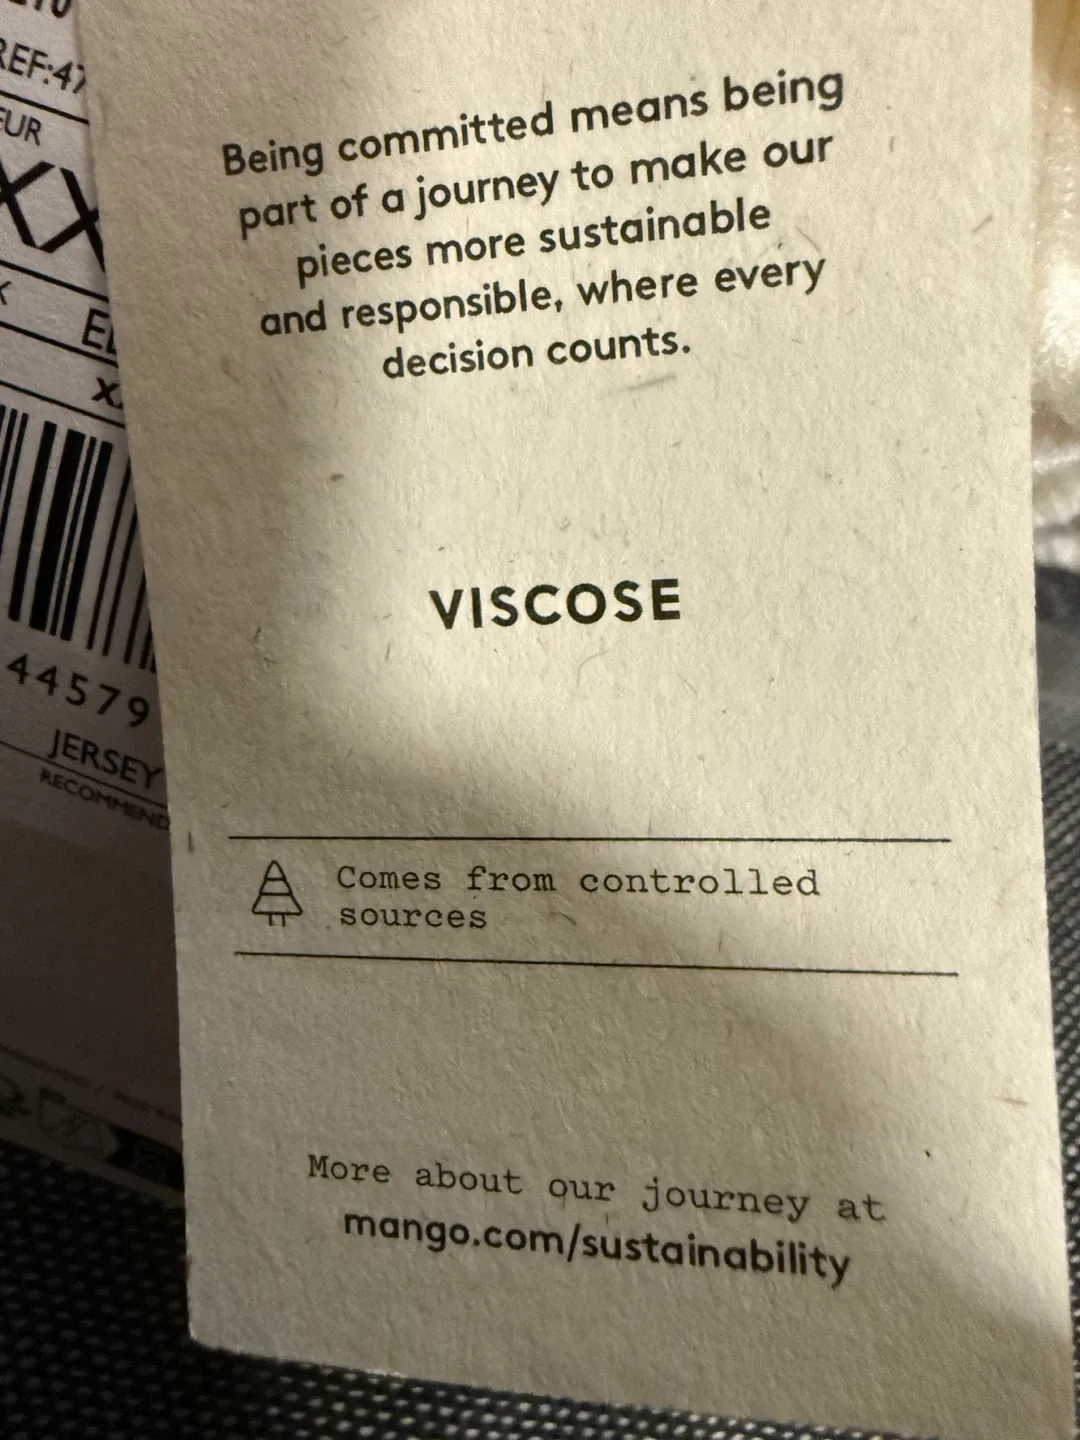 REF:47
EUR
XX
44579
JERSEY
RECOMMEND
Being committed means being
part of a journey to make our
pieces more sustainable
and responsible, where every
decision counts.
VISCOSE
Comes from controlled
sources
More about our journey at
mango.com/sustainability